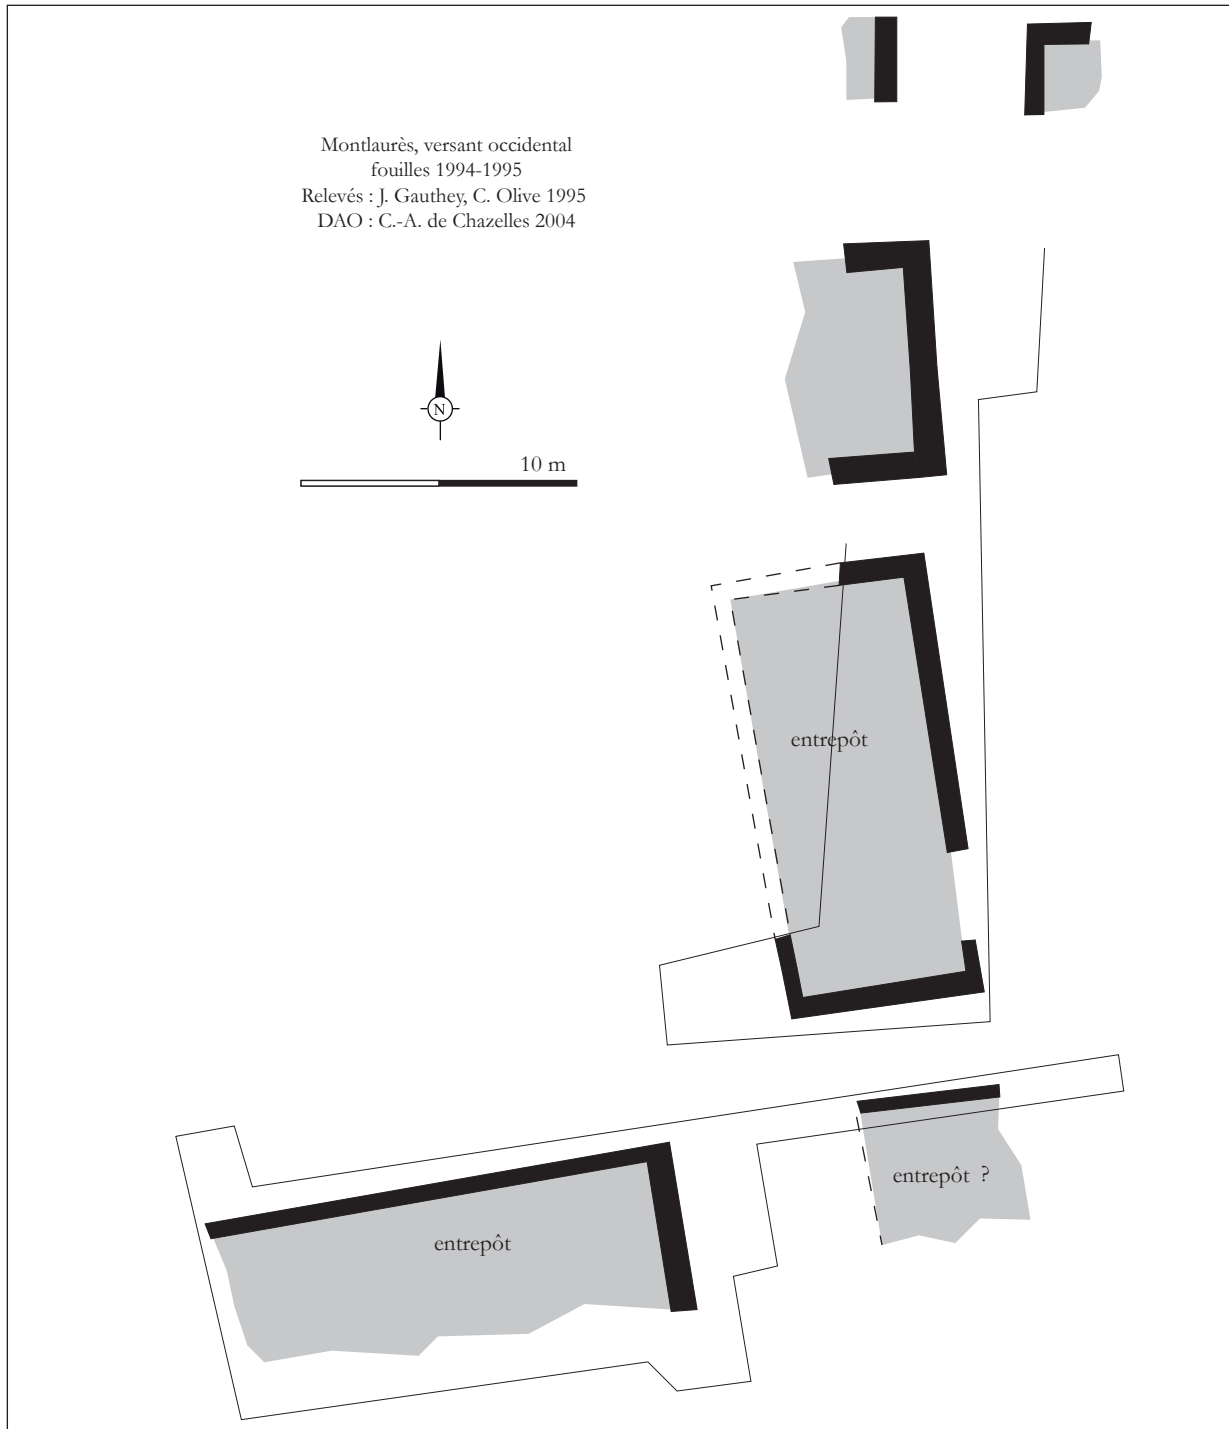 Montlaurès, versant occidental
fouilles 1994-1995
Relevés : J. Gauthey, C. Olive 1995
DAO : C.-A. de Chazelles 2004
N
10 m
entrepôt
entrepôt ?
entrepôt